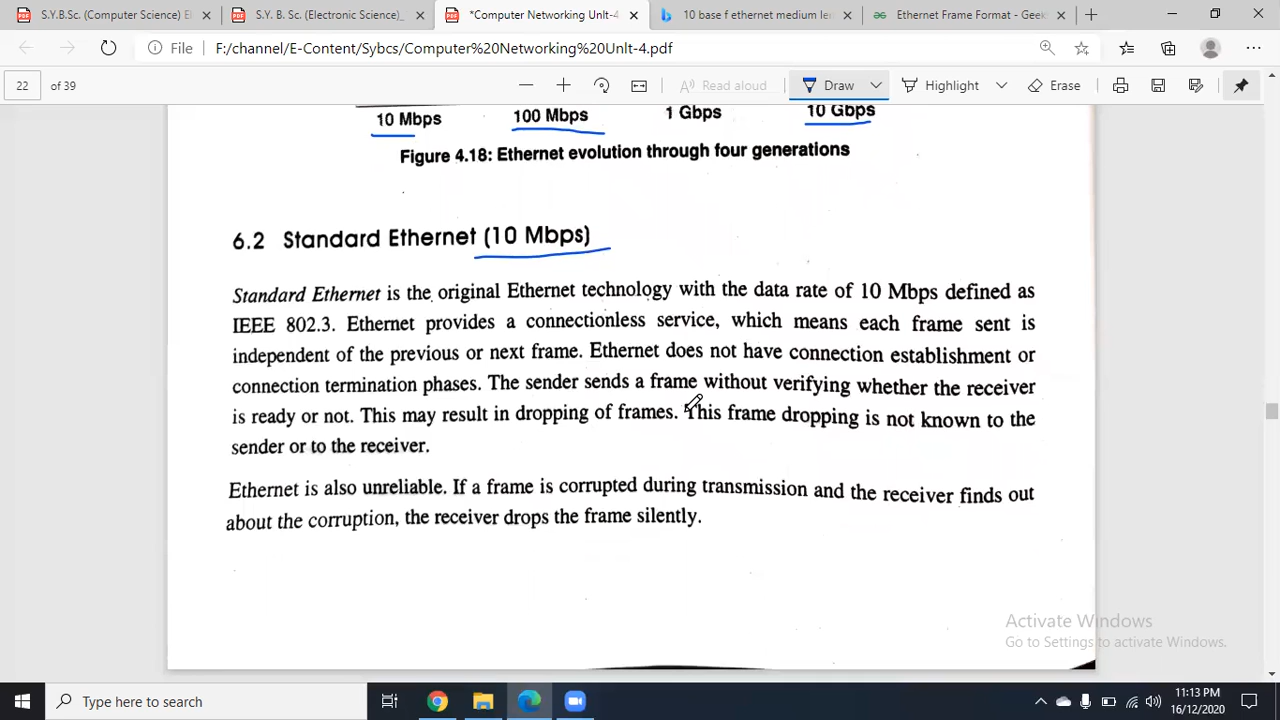 S.Y.B.Sc. (Computer Science)
S.Y. B. Sc. (Electronic Science)_
*Computer Networking Unlt-4.pdf
10 base t ethernet medium le
Ethernet Frame Format - Geek
File
F:/channel/E-Content/Sybcs/Computer%20Networking%20Unlt-4.pdf
22
of 39
Read aloud
Draw
Highlight
Erase
10 Mbps
100 Mbps
1 Gbps
10 Gbps
Figure 4.18: Ethernet evolution through four generations
6.2 Standard Ethernet (10 Mbps)
Standard Ethernet is the original Ethernet technology with the data rate of 10 Mbps defined as
IEEE 802.3. Ethernet provides a connectionless service, which means each frame sent is
independent of the previous or next frame. Ethernet does not have connection establishment or
connection termination phases. The sender sends a frame without verifying whether the receiver
is ready or not. This may result in dropping of frames. This frame dropping is not known to the
sender or to the receiver.
Ethernet is also unreliable. If a frame is corrupted during transmission and the receiver finds out
about the corruption, the receiver drops the frame silently.
Activate Windows
Go to Settings to activate Windows.
Type here to search
11:13 PM
16/12/2020